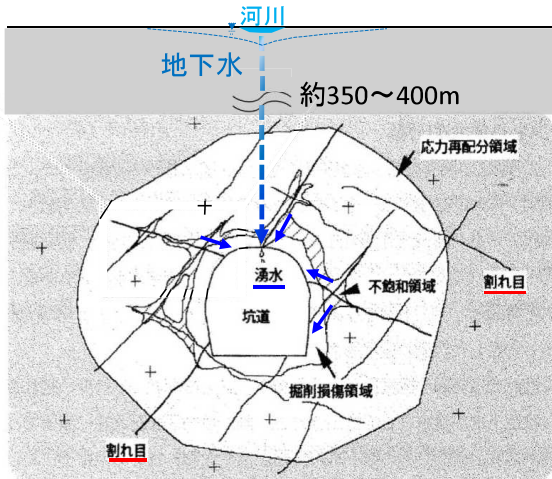 河川
地下水
約350～400m
応力再配分領域
湧水
割れ目
不飽和領域
坑道
掘削損傷領域
割れ目